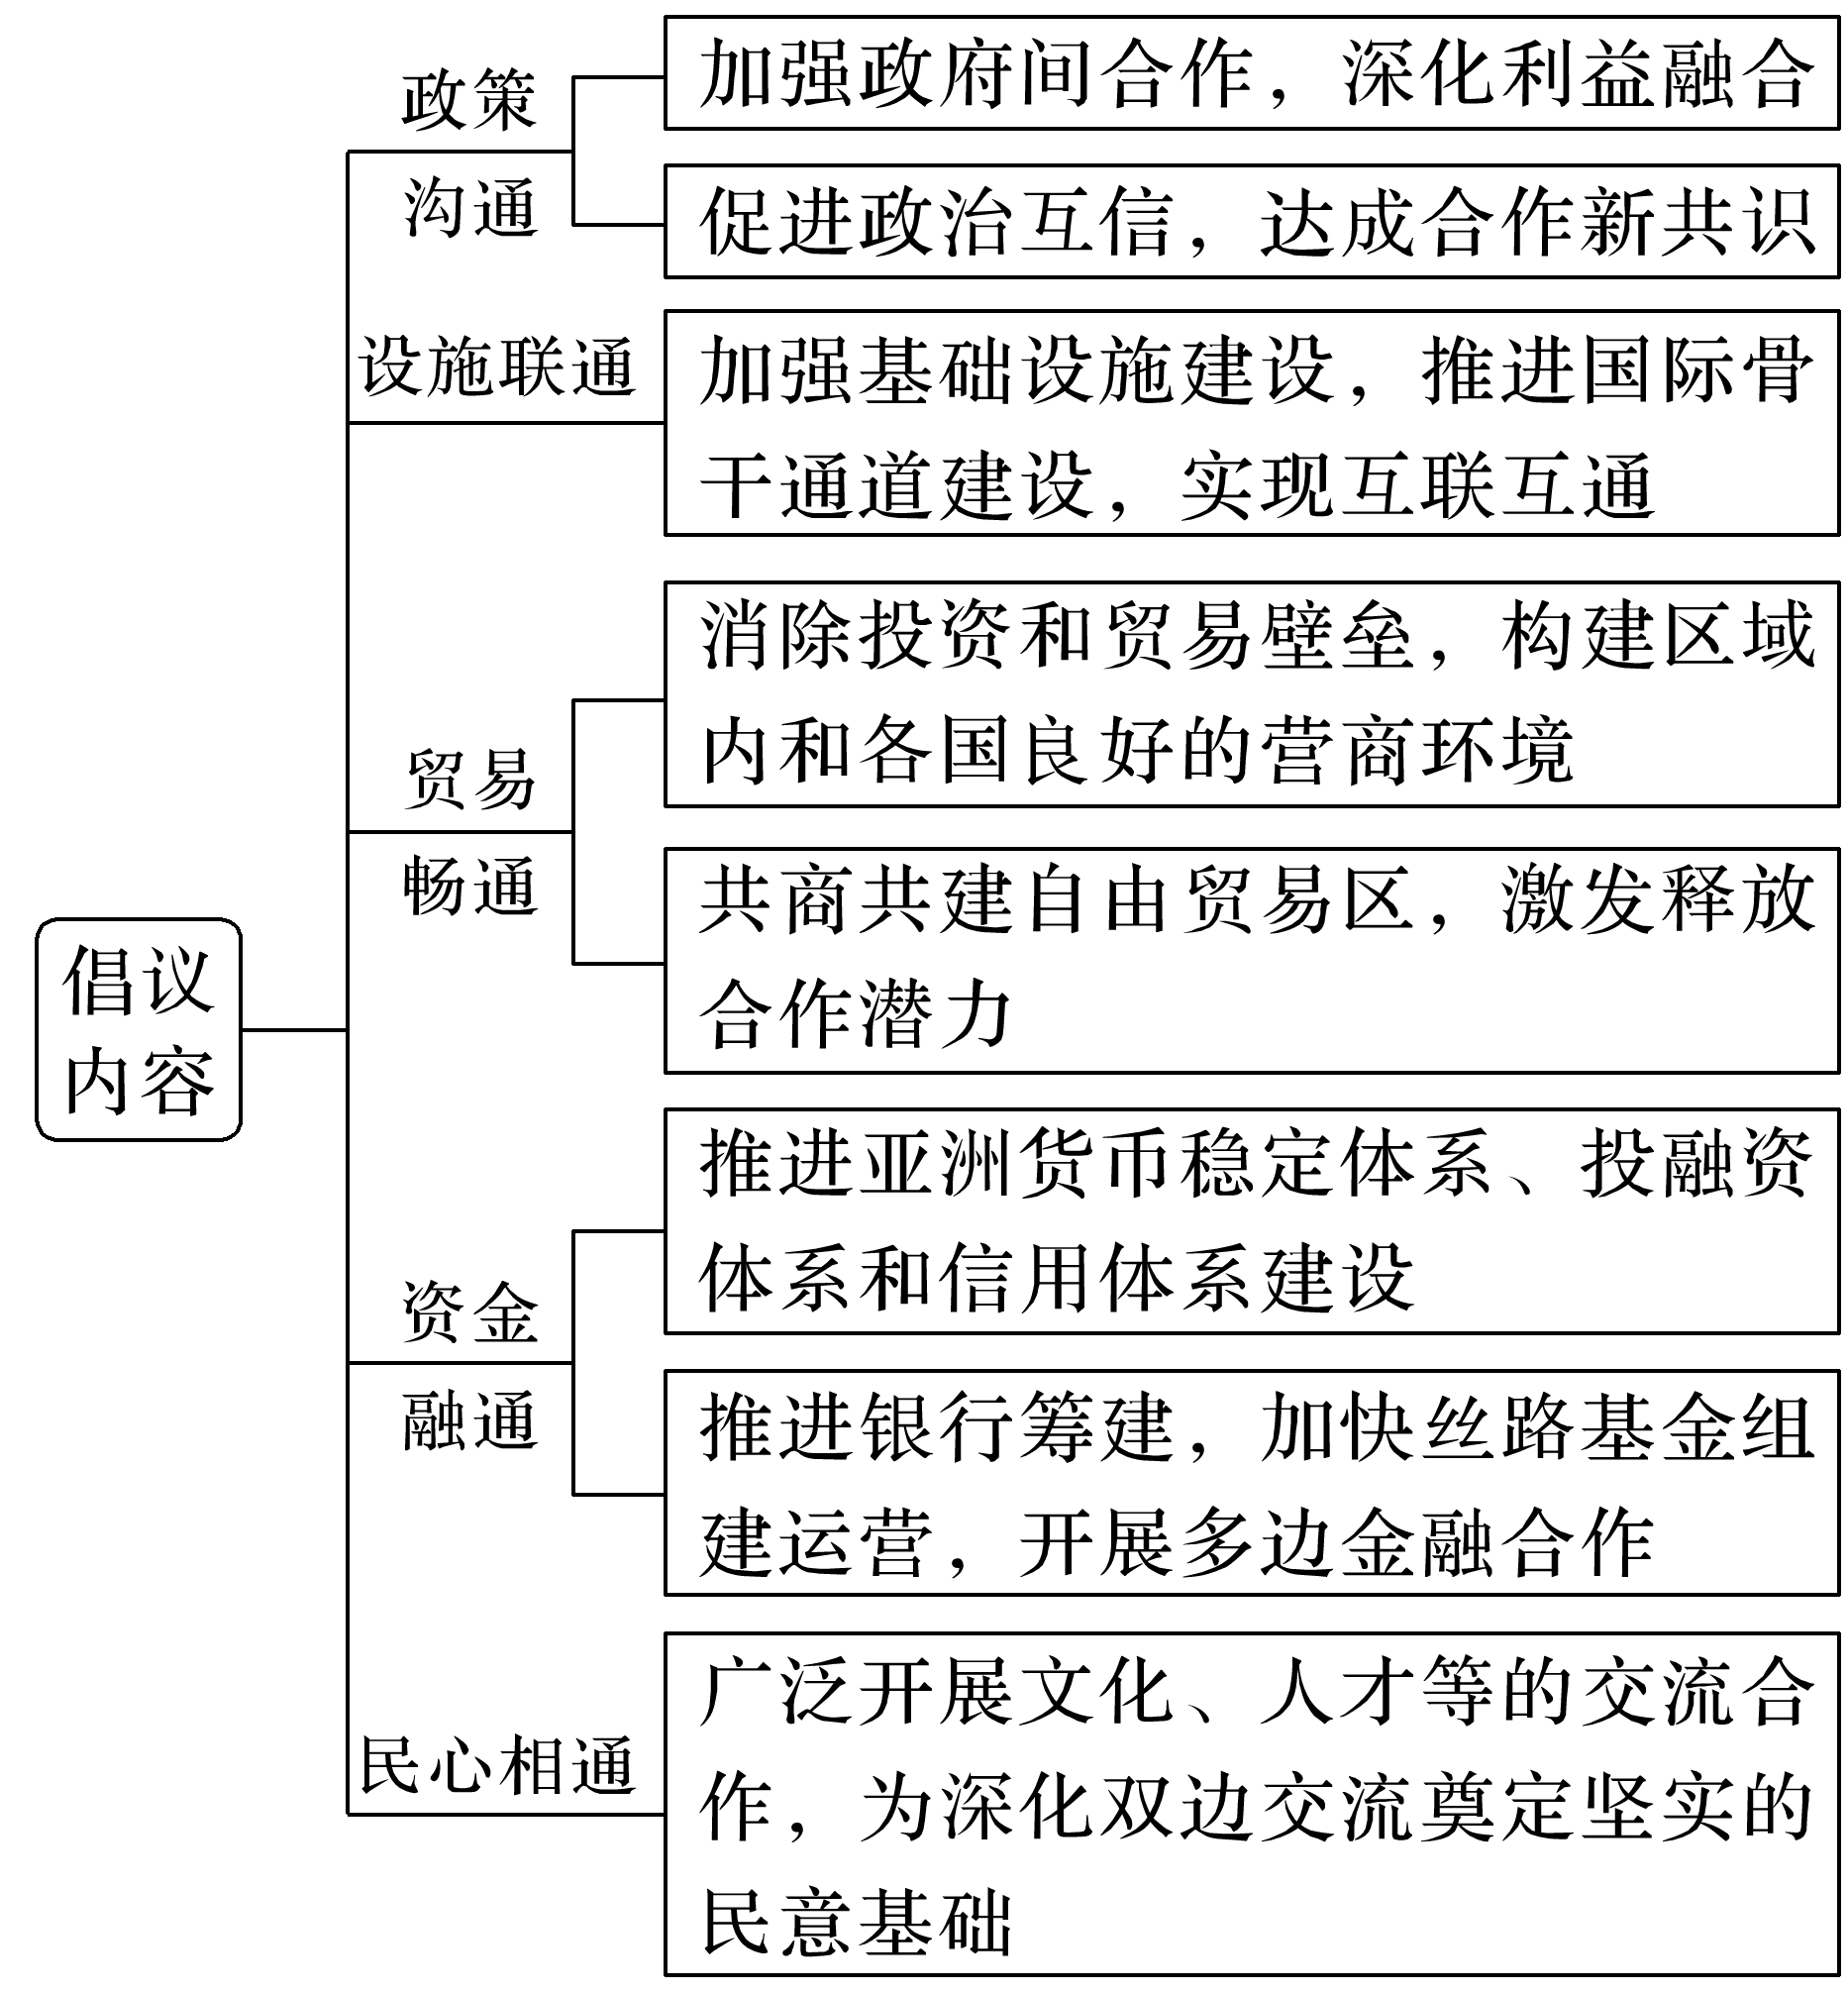 倡议
内容
政策
沟通
加强政府间合作，深化利益融合
促进政治互信，达成合作新共识
设施联通
加强基础设施建设，推进国际骨
干通道建设，实现互联互通
贸易
畅通
消除投资和贸易壁垒，构建区域
内和各国良好的营商环境
共商共建自由贸易区，激发释放
合作潜力
资金
融通
推进亚洲货币稳定体系、投融资
体系和信用体系建设
推进银行筹建，加快丝路基金组
建运营，开展多边金融合作
民心相通
广泛开展文化、人才等的交流合
作，为深化双边交流奠定坚实的
民意基础